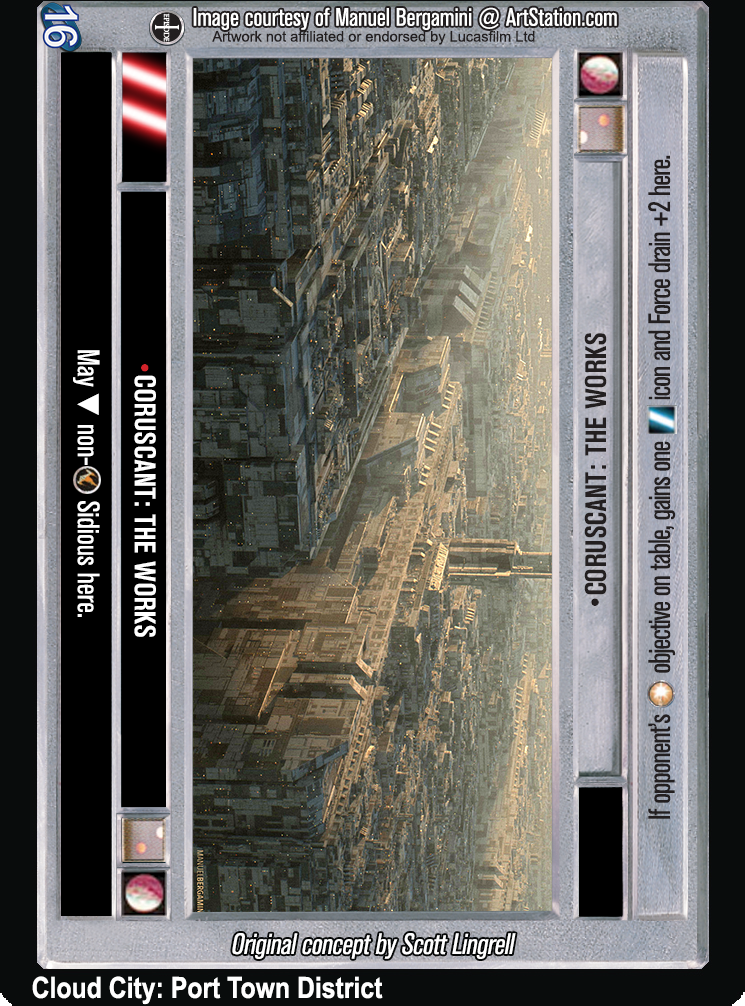 16
EPISODE I
Image courtesy of Manuel Bergamini @ ArtStation.com
Artwork not affiliated or endorsed by Lucasfilm Ltd
May ▼ non- Sidious here.
•CORUSCANT: THE WORKS
MANUELBERGAMINI
•CORUSCANT: THE WORKS
If opponent's objective on table, gains one icon and Force drain +2 here.
Original concept by Scott Lingrell
Cloud City: Port Town District